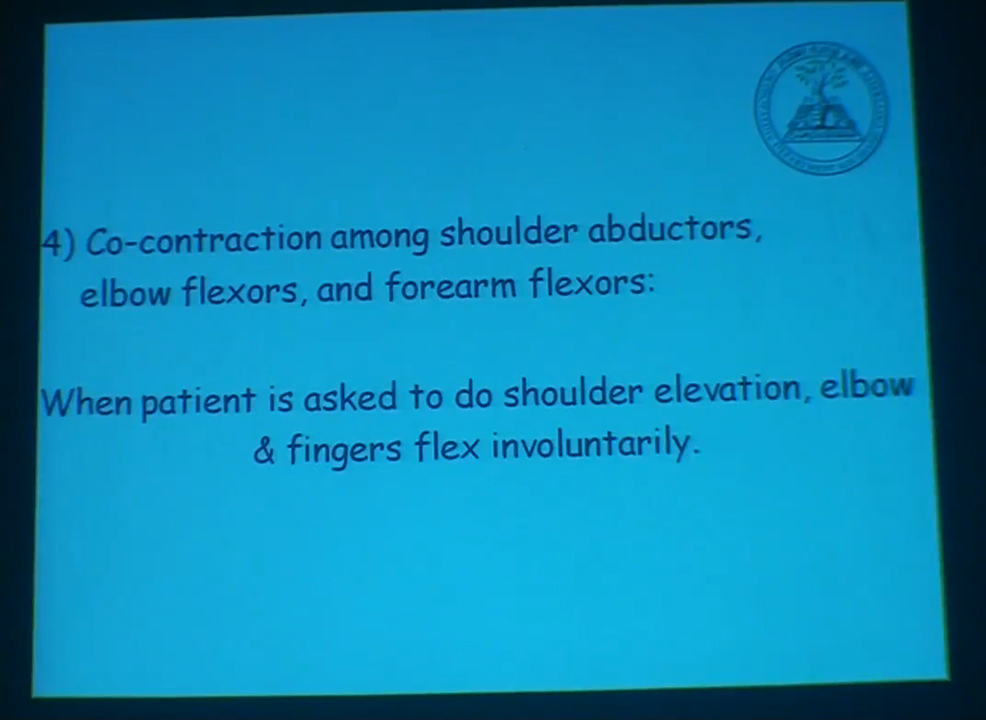 4) Co-contraction among shoulder abductors,
elbow flexors, and forearm flexors:
When patient is asked to do shoulder elevation, elbow
& fingers flex involuntarily.